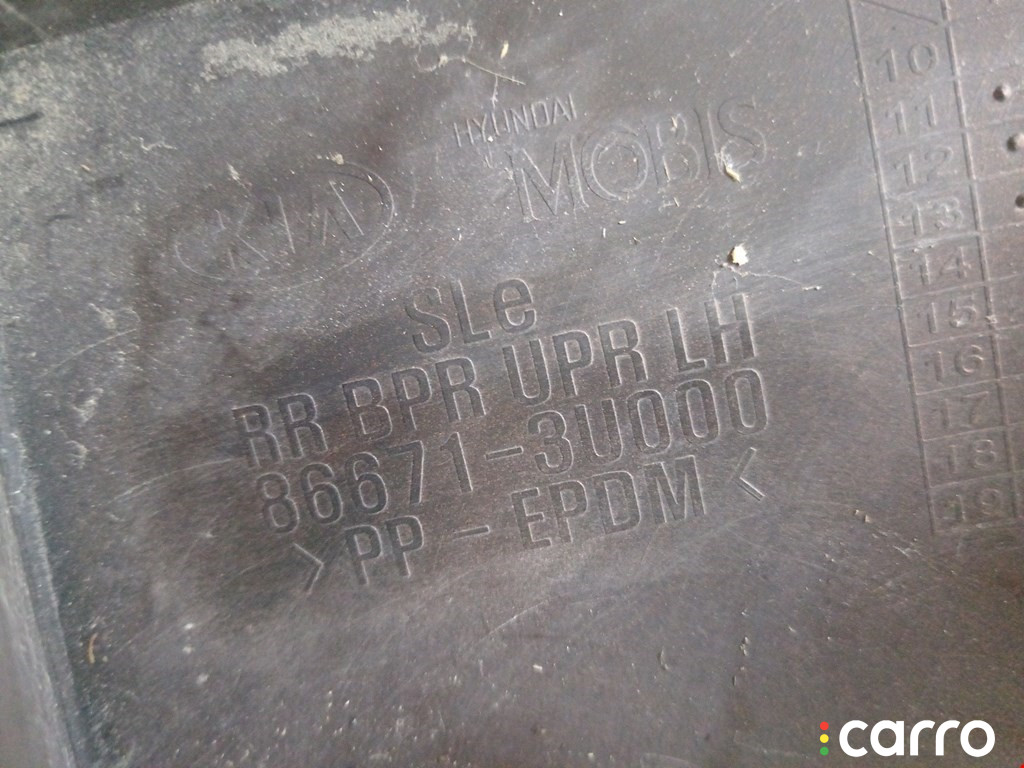 KIA
HYUNDAI
MOBIS
SLe
RR BPR UPR LH
86671-3U000
>PP - EPDM<
10
11
12
13
14
15
16
17
18
19
carro